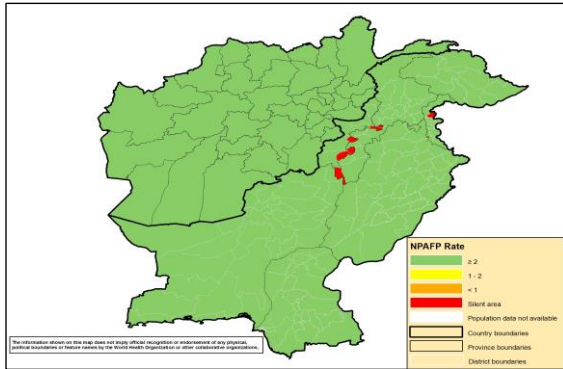 NPAFP Rate
≥ 2
1 - 2
< 1
Silent area
Population data not available
Country boundaries
Province boundaries
District boundaries
The information shown on this map does not imply official recognition or endorsement of any physical,
political boundaries or feature names by the World Health Organization or other collaborative organizations.